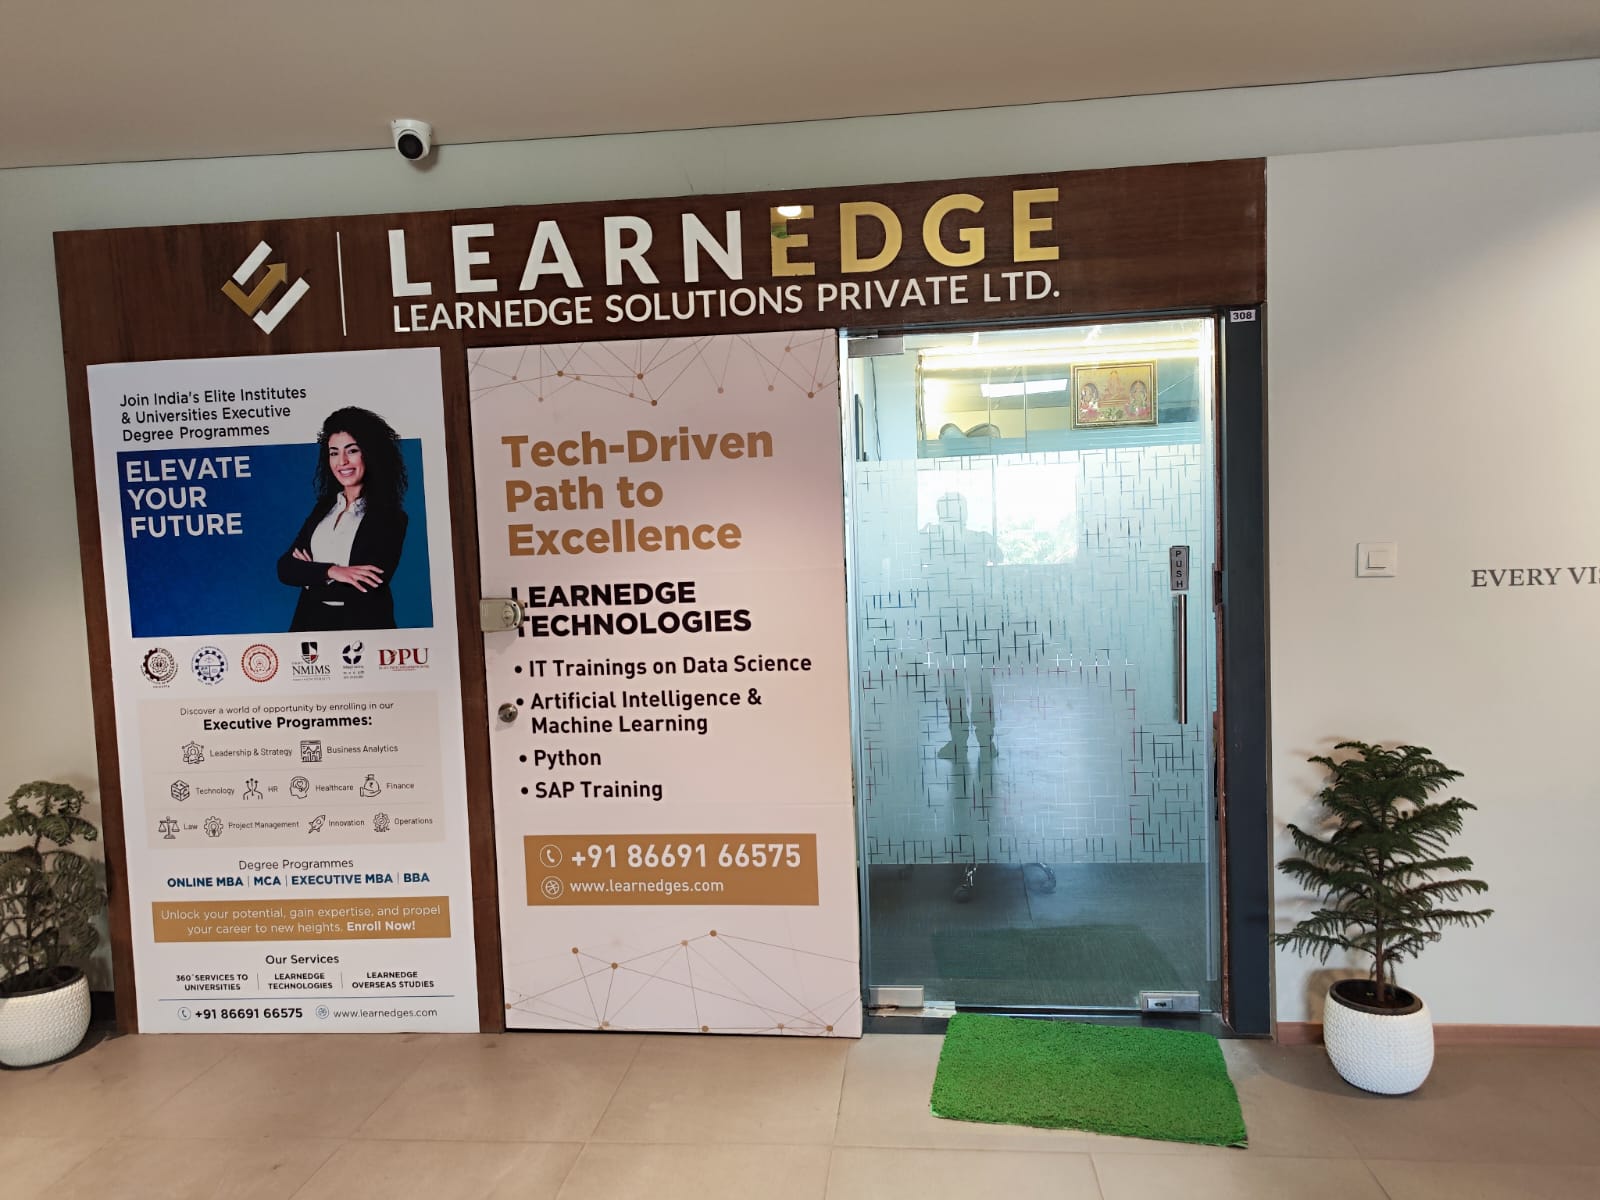 LEARNEDGE
LEARNEDGE SOLUTIONS PRIVATE LTD.
308
Join India's Elite Institutes
& Universities Executive
Degree Programmes
ELEVATE
YOUR
FUTURE
NMIMS
DPU
Discover a world of opportunity by enrolling in our
Executive Programmes:
Leadership & Strategy
Business Analytics
Technology
HR
Healthcare
Finance
Law
Project Management
Innovation
Operations
Degree Programmes
ONLINE MBA | MCA | EXECUTIVE MBA | BBA
Unlock your potential, gain expertise, and propel
your career to new heights. Enroll Now!
Our Services
360° SERVICES TO
UNIVERSITIES
LEARNEDGE
TECHNOLOGIES
LEARNEDGE
OVERSEAS STUDIES
+91 86691 66575
www.learnedges.com
Tech-Driven
Path to
Excellence
LEARNEDGE
TECHNOLOGIES
• IT Trainings on Data Science
• Artificial Intelligence &
Machine Learning
• Python
• SAP Training
+91 86691 66575
www.learnedges.com
PUSH
EVERY